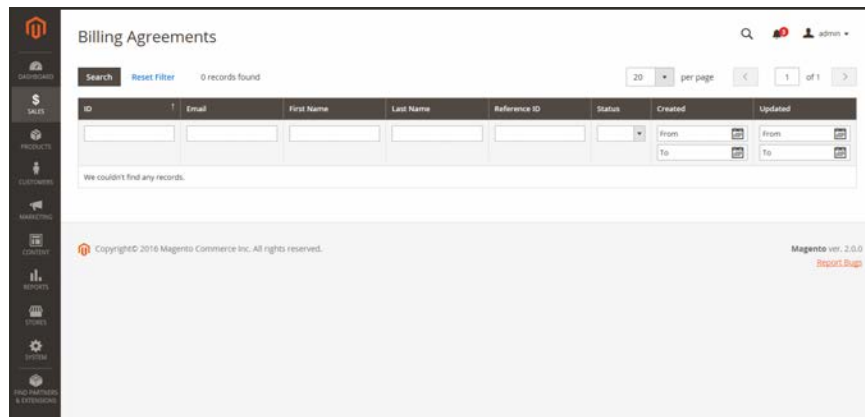 Billing Agreements
admin
Search Reset Filter 0 records found 20 per page 1 of 1
ID Email First Name Last Name Reference ID Status Created Updated
From From
To To
We couldn't find any records.
DASHBOARD
SALES
PRODUCTS
CUSTOMERS
MARKETING
CONTENT
REPORTS
STORES
SYSTEM
FIND PARTNERS
& EXTENSIONS
Copyright© 2016 Magento Commerce Inc. All rights reserved.
Magento ver. 2.0.0
Report Bugs